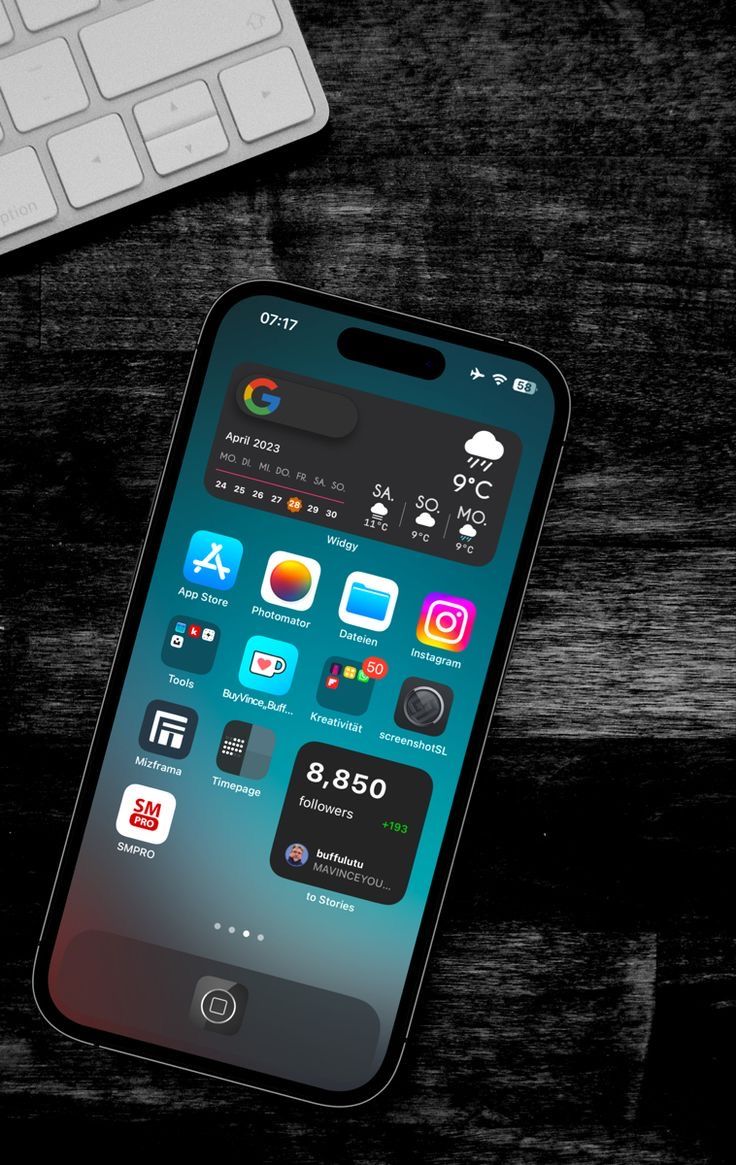 ption
07:17
58
G
April 2023
MO. DI. MI. DO. FR. SA. SO.
24 25 26 27 28 29 30
9°C
SA. SO. MO.
11°C 9°C 9°C
Widgy
App Store Photomator Dateien Instagram
50
Tools BuyVince„Buff... Kreativität screenshotSL
Mizframa Timepage
8,850
followers
+193
buffulutu
MAVINCEYOU...
to Stories
SM
PRO
SMPRO